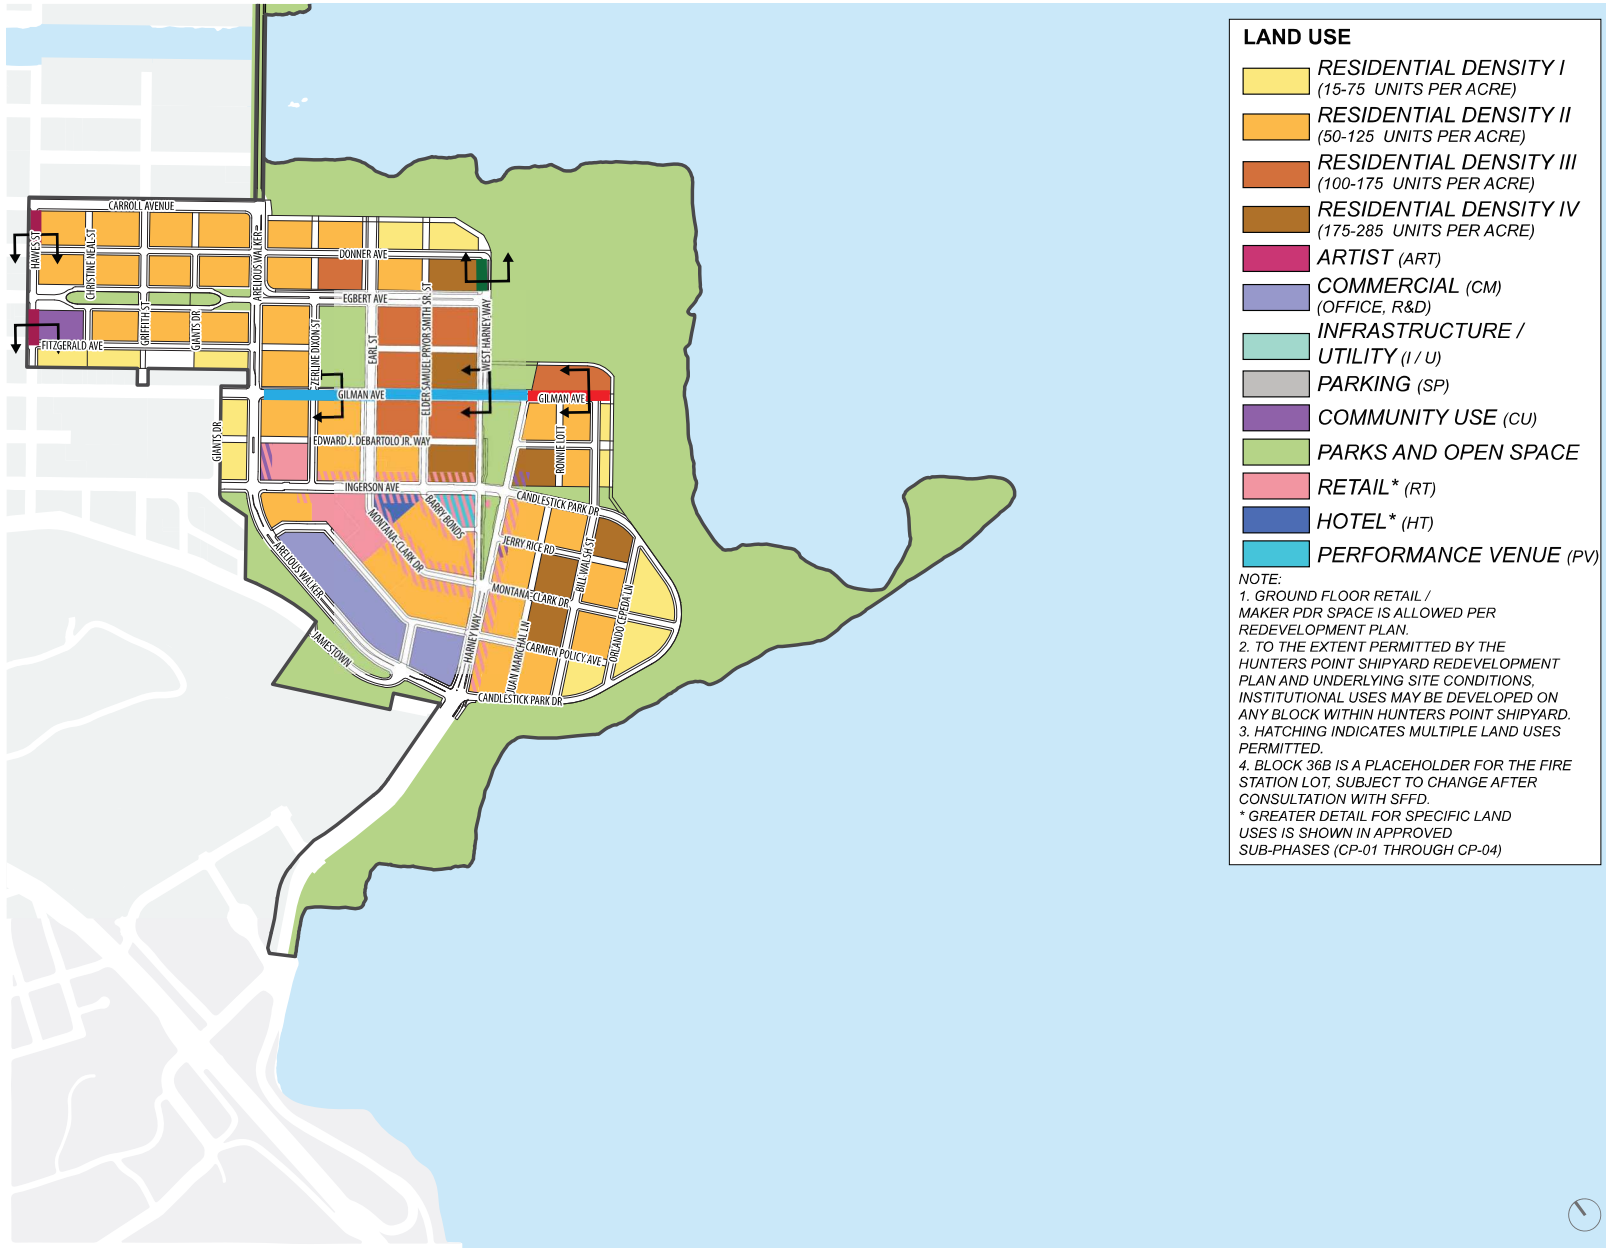 CARROLL AVENUE
HAWES ST
CHRISTINE NEAL-ST
ARELIOUS WALKER
DONNER AVE
EGBERT AVE
GRIFFITH ST
GIANTS DR
FITZGERALD AVE
ZERLINE DIXON ST
EARL ST
ELDER SAMUEL PRYOR SMITH SR. ST
WEST HARNEY WAY
GILMAN AVE
GILMAN AVE
GIANTS DR
EDWARD J. DEBARTOLO JR. WAY
RONNIE LOTT
INGERSON AVE
CANDLESTICK PARK DR
BARRY BONDS
MONTANA-CLARK DR
JERRY RICE RD
BILL WALSH ST
ARELIOUS WALKER
MONTANA-CLARK DR
ORLANDO CEPEDA LN
JAMESTOWN
HARNEY WAY
JUAN MARICHAL LN
CARMEN POLICY AVE
CANDLESTICK PARK DR
LAND USE
RESIDENTIAL DENSITY I
(15-75 UNITS PER ACRE)
RESIDENTIAL DENSITY II
(50-125 UNITS PER ACRE)
RESIDENTIAL DENSITY III
(100-175 UNITS PER ACRE)
RESIDENTIAL DENSITY IV
(175-285 UNITS PER ACRE)
ARTIST (ART)
COMMERCIAL (CM)
(OFFICE, R&D)
INFRASTRUCTURE /
UTILITY (I / U)
PARKING (SP)
COMMUNITY USE (CU)
PARKS AND OPEN SPACE
RETAIL* (RT)
HOTEL* (HT)
PERFORMANCE VENUE (PV)
NOTE:
1. GROUND FLOOR RETAIL /
MAKER PDR SPACE IS ALLOWED PER
REDEVELOPMENT PLAN.
2. TO THE EXTENT PERMITTED BY THE
HUNTERS POINT SHIPYARD REDEVELOPMENT
PLAN AND UNDERLYING SITE CONDITIONS,
INSTITUTIONAL USES MAY BE DEVELOPED ON
ANY BLOCK WITHIN HUNTERS POINT SHIPYARD.
3. HATCHING INDICATES MULTIPLE LAND USES
PERMITTED.
4. BLOCK 36B IS A PLACEHOLDER FOR THE FIRE
STATION LOT, SUBJECT TO CHANGE AFTER
CONSULTATION WITH SFFD.
* GREATER DETAIL FOR SPECIFIC LAND
USES IS SHOWN IN APPROVED
SUB-PHASES (CP-01 THROUGH CP-04)